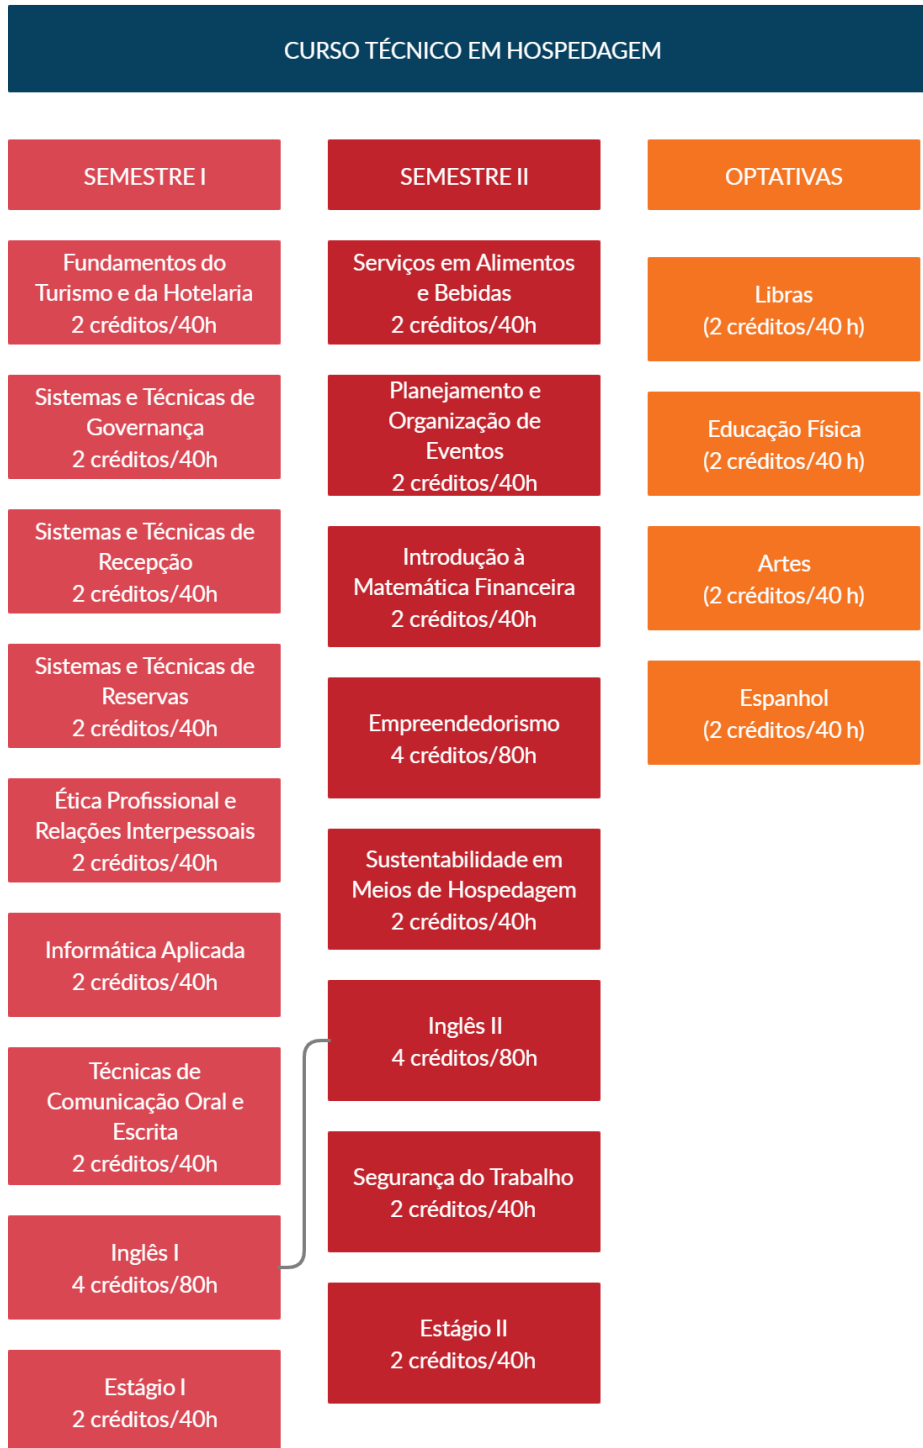 CURSO TÉCNICO EM HOSPEDAGEM
SEMESTRE I
Fundamentos do
Turismo e da Hotelaria
2 créditos/40h
Sistemas e Técnicas de
Governança
2 créditos/40h
Sistemas e Técnicas de
Recepção
2 créditos/40h
Sistemas e Técnicas de
Reservas
2 créditos/40h
Ética Profissional e
Relações Interpessoais
2 créditos/40h
Informática Aplicada
2 créditos/40h
Técnicas de
Comunicação Oral e
Escrita
2 créditos/40h
Inglês I
4 créditos/80h
Estágio I
2 créditos/40h
SEMESTRE II
Serviços em Alimentos
e Bebidas
2 créditos/40h
Planejamento e
Organização de
Eventos
2 créditos/40h
Introdução à
Matemática Financeira
2 créditos/40h
Empreendedorismo
4 créditos/80h
Sustentabilidade em
Meios de Hospedagem
2 créditos/40h
Inglês II
4 créditos/80h
Segurança do Trabalho
2 créditos/40h
Estágio II
2 créditos/40h
OPTATIVAS
Libras
(2 créditos/40 h)
Educação Física
(2 créditos/40 h)
Artes
(2 créditos/40 h)
Espanhol
(2 créditos/40 h)